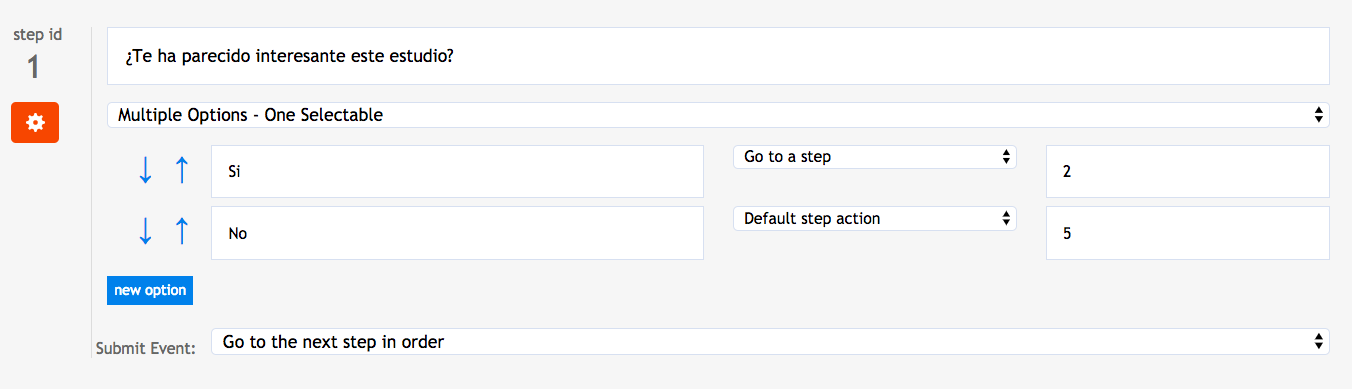 step id
1
¿Te ha parecido interesante este estudio?
Multiple Options - One Selectable
Si
Go to a step
2
No
Default step action
5
new option
Submit Event:
Go to the next step in order